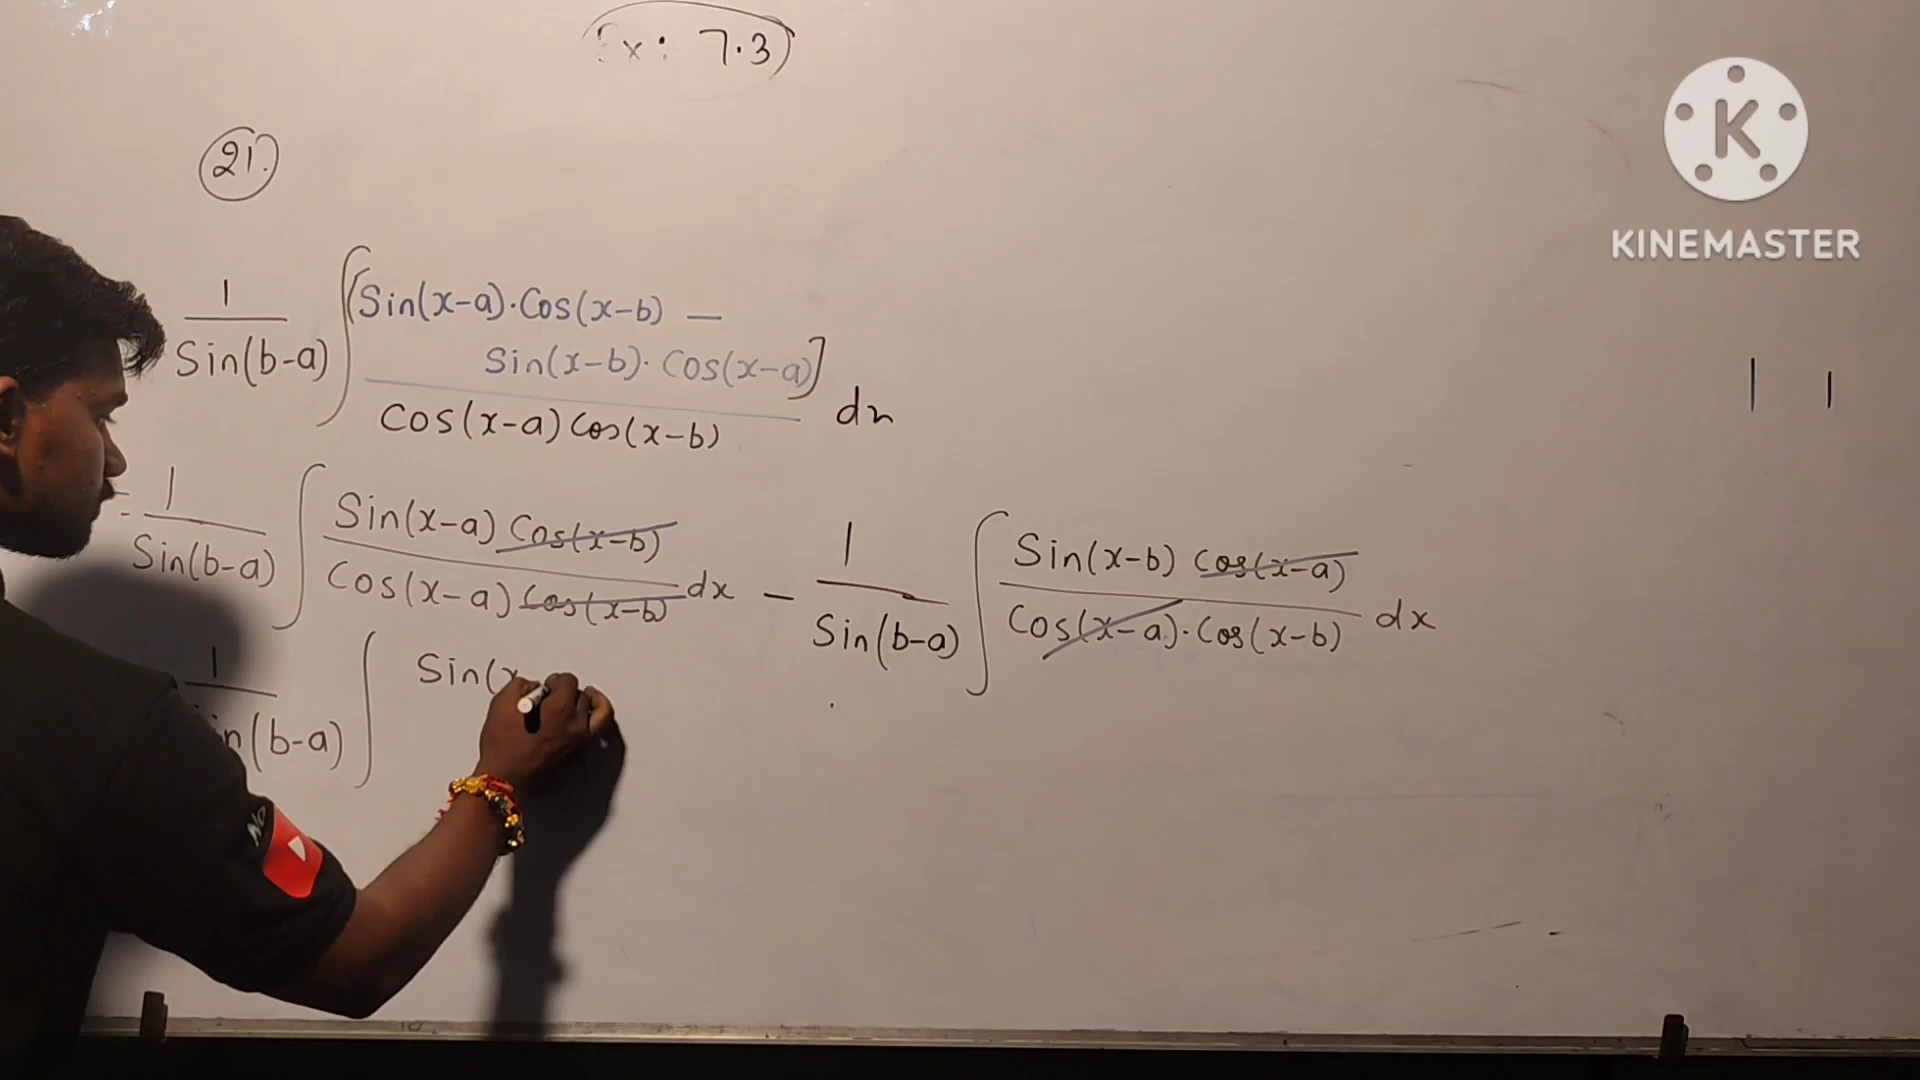 Ex: 7.3
21.
1/Sin(b-a) ∫ [Sin(x-a)·Cos(x-b) —
Sin(x-b)·Cos(x-a)]
Cos(x-a) Cos(x-b) dx
1/Sin(b-a) ∫ Sin(x-a) Cos(x-b) / Cos(x-a) Cos(x-b) dx - 1/Sin(b-a) ∫ Sin(x-b) Cos(x-a) / Cos(x-a)·Cos(x-b) dx
1/Sin(b-a) ∫ Sin(x
No
K
KINEMASTER